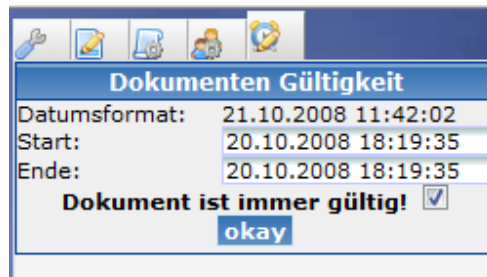 Dokumenten Gültigkeit
Datumsformat: 21.10.2008 11:42:02
Start: 20.10.2008 18:19:35
Ende: 20.10.2008 18:19:35
Dokument ist immer gültig!
okay